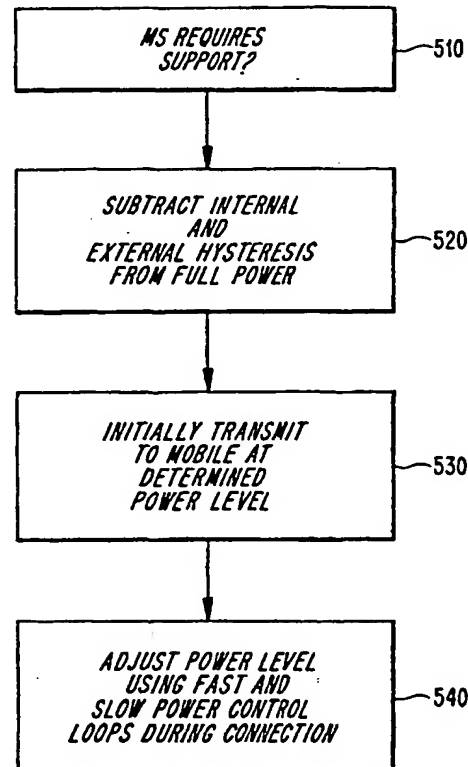 MS REQUIRES
SUPPORT?
510
SUBTRACT INTERNAL
AND
EXTERNAL HYSTERESIS
FROM FULL POWER
520
INITIALLY TRANSMIT
TO MOBILE AT
DETERMINED
POWER LEVEL
530
ADJUST POWER LEVEL
USING FAST AND
SLOW POWER CONTROL
LOOPS DURING CONNECTION
540